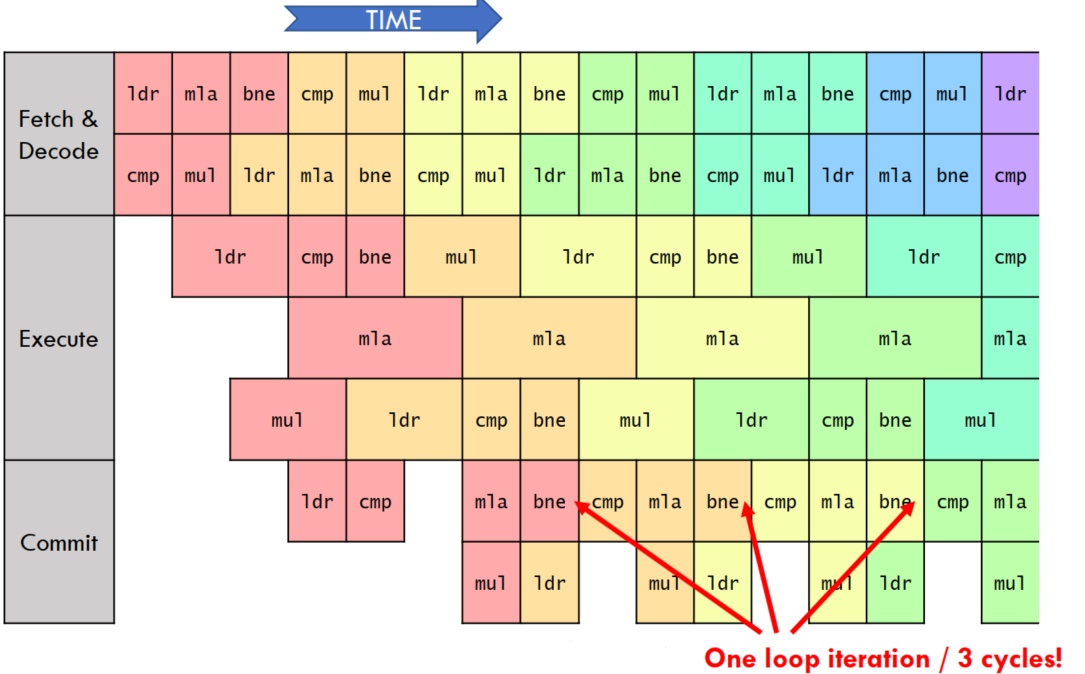 TIME
Fetch &
Decode
ldr mla bne cmp mul ldr mla bne cmp mul ldr mla bne cmp mul ldr
cmp mul ldr mla bne cmp mul ldr mla bne cmp mul ldr mla bne cmp
Execute
ldr cmp bne mul ldr cmp bne mul ldr cmp
mla mla mla mla mla
mul ldr cmp bne mul ldr cmp bne mul
Commit
ldr cmp mla bne cmp mla bne cmp mla bne cmp mla
mul ldr mul ldr mul ldr mul
One loop iteration / 3 cycles!